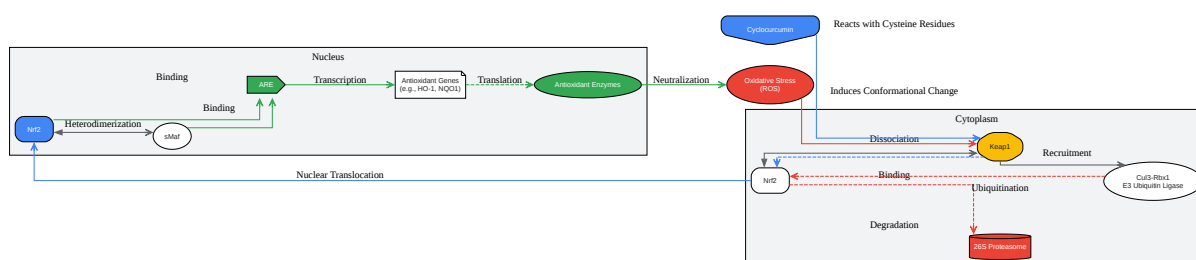 Cyclocurcumin
Reacts with Cysteine Residues
Nucleus
Binding
ARE
Transcription
Antioxidant Genes
(e.g., HO-1, NQO1)
Translation
Antioxidant Enzymes
Neutralization
Oxidative Stress
(ROS)
Induces Conformational Change
Binding
Nrf2
Heterodimerization
sMaf
Cytoplasm
Dissociation
Keap1
Recruitment
Nuclear Translocation
Nrf2
Binding
Cul3-Rbx1
E3 Ubiquitin Ligase
Ubiquitination
Degradation
26S Proteasome